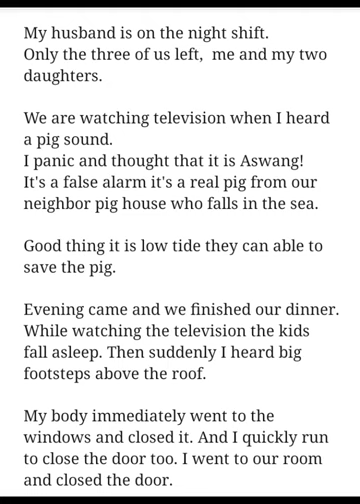 My husband is on the night shift.
Only the three of us left,  me and my two
daughters.

We are watching television when I heard
a pig sound.
I panic and thought that it is Aswang!
It's a false alarm it's a real pig from our
neighbor pig house who falls in the sea.

Good thing it is low tide they can able to
save the pig.

Evening came and we finished our dinner.
While watching the television the kids
fall asleep. Then suddenly I heard big
footsteps above the roof.

My body immediately went to the
windows and closed it. And I quickly run
to close the door too. I went to our room
and closed the door.